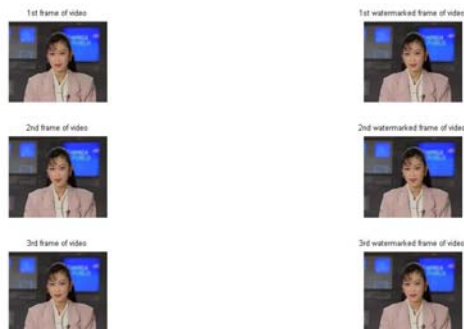 1st frame of video
1st watermarked frame of video
2nd frame of video
2nd watermarked frame of video
3rd frame of video
3rd watermarked frame of video